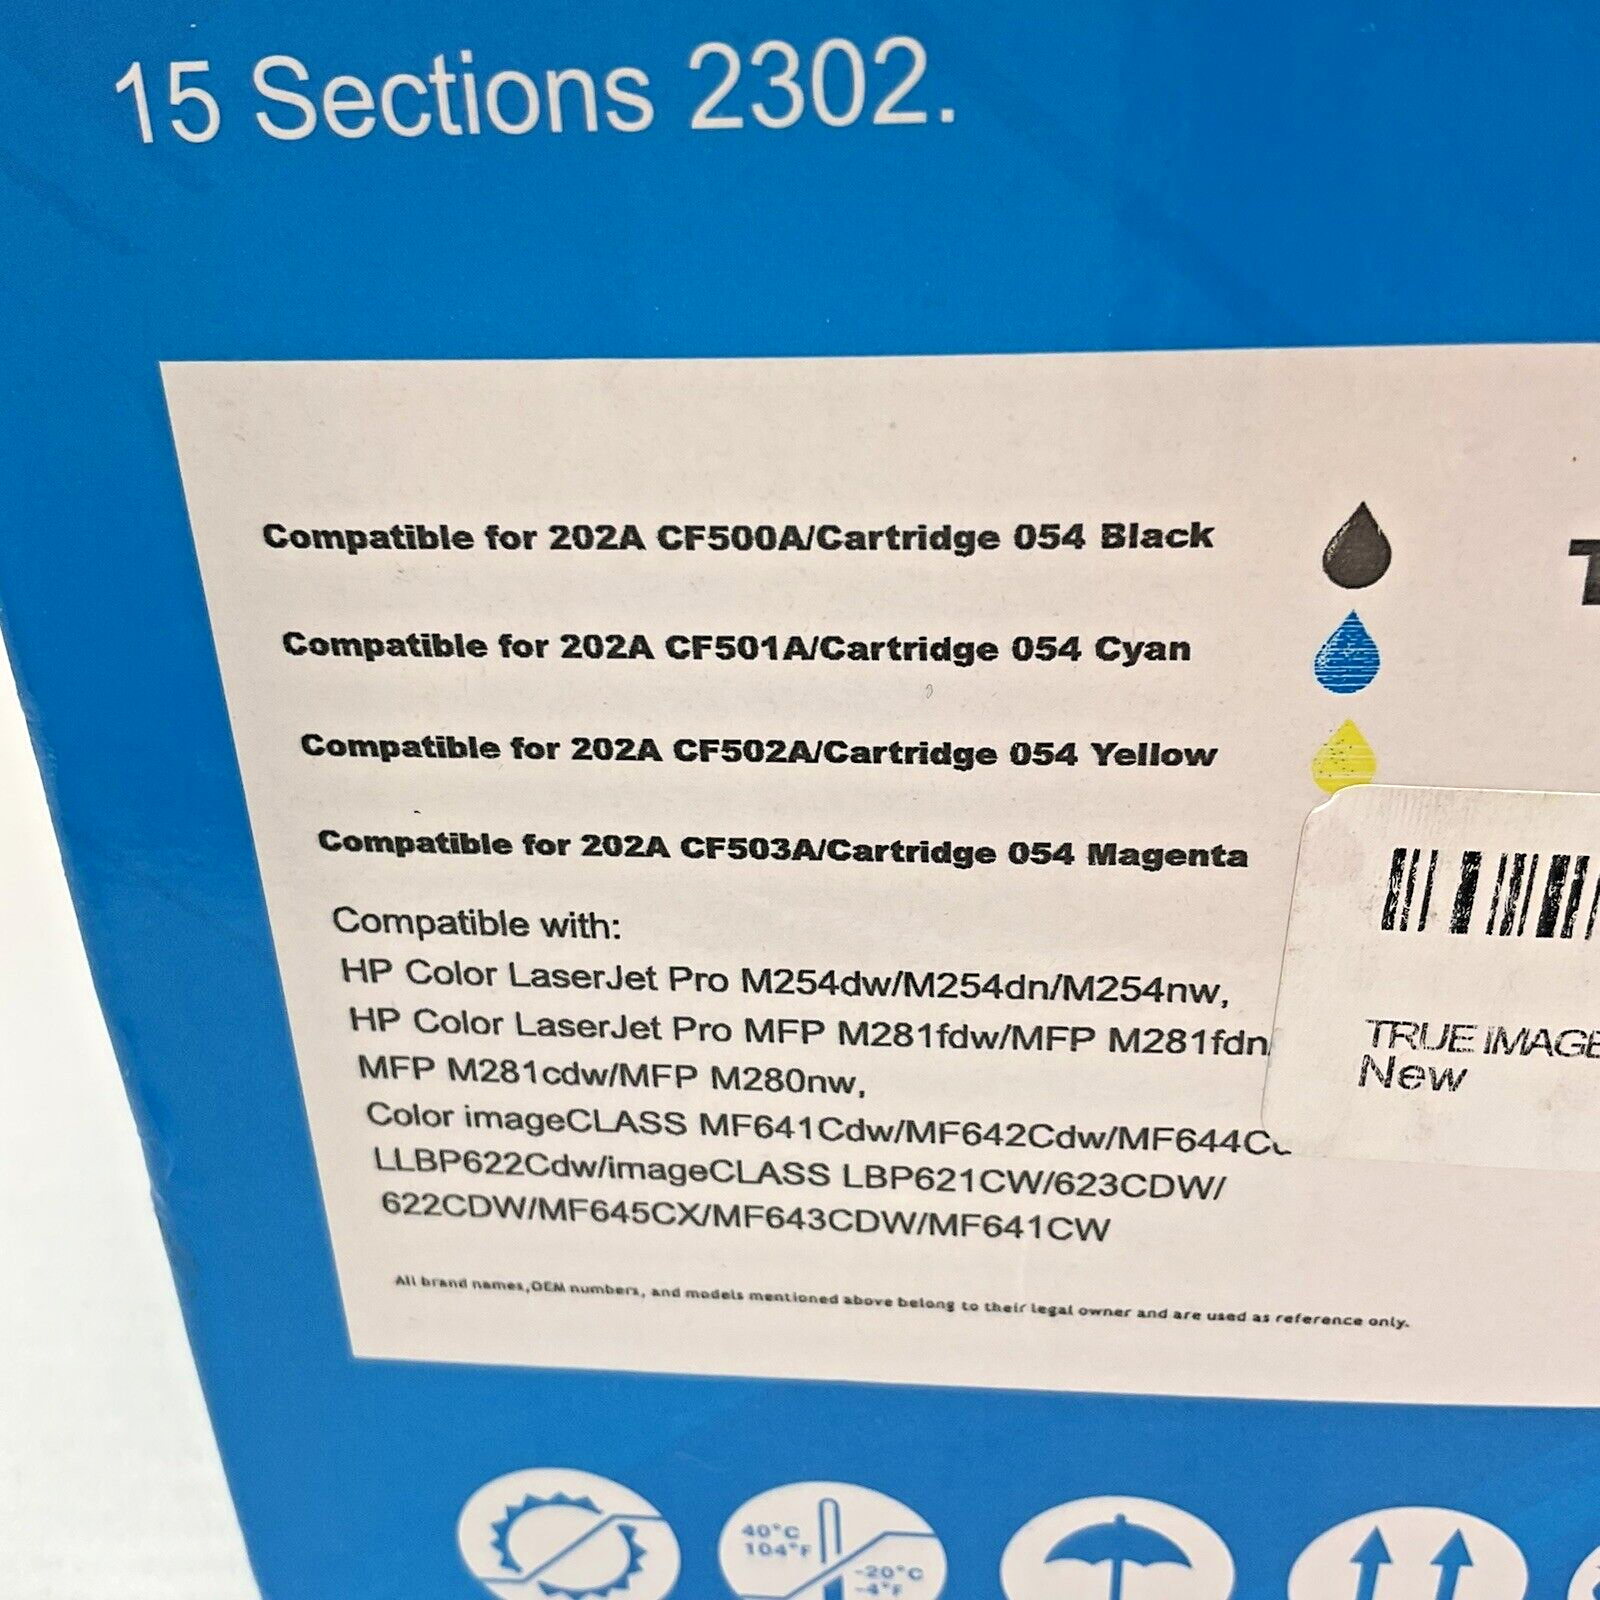 15 Sections 2302.
Compatible for 202A CF500A/Cartridge 054 Black
Compatible for 202A CF501A/Cartridge 054 Cyan
Compatible for 202A CF502A/Cartridge 054 Yellow
Compatible for 202A CF503A/Cartridge 054 Magenta
Compatible with:
HP Color LaserJet Pro M254dw/M254dn/M254nw,
HP Color LaserJet Pro MFP M281fdw/MFP M281fdn
MFP M281cdw/MFP M280nw,
Color imageCLASS MF641Cdw/MF642Cdw/MF644C
LLBP622Cdw/imageCLASS LBP621CW/623CDW/
622CDW/MF645CX/MF643CDW/MF641CW
All brand names,OEM numbers, and models mentioned above belong to their legal owner and are used as reference only.
TRUE IMAGE
New
40°C
104°F
-20°C
-4°F